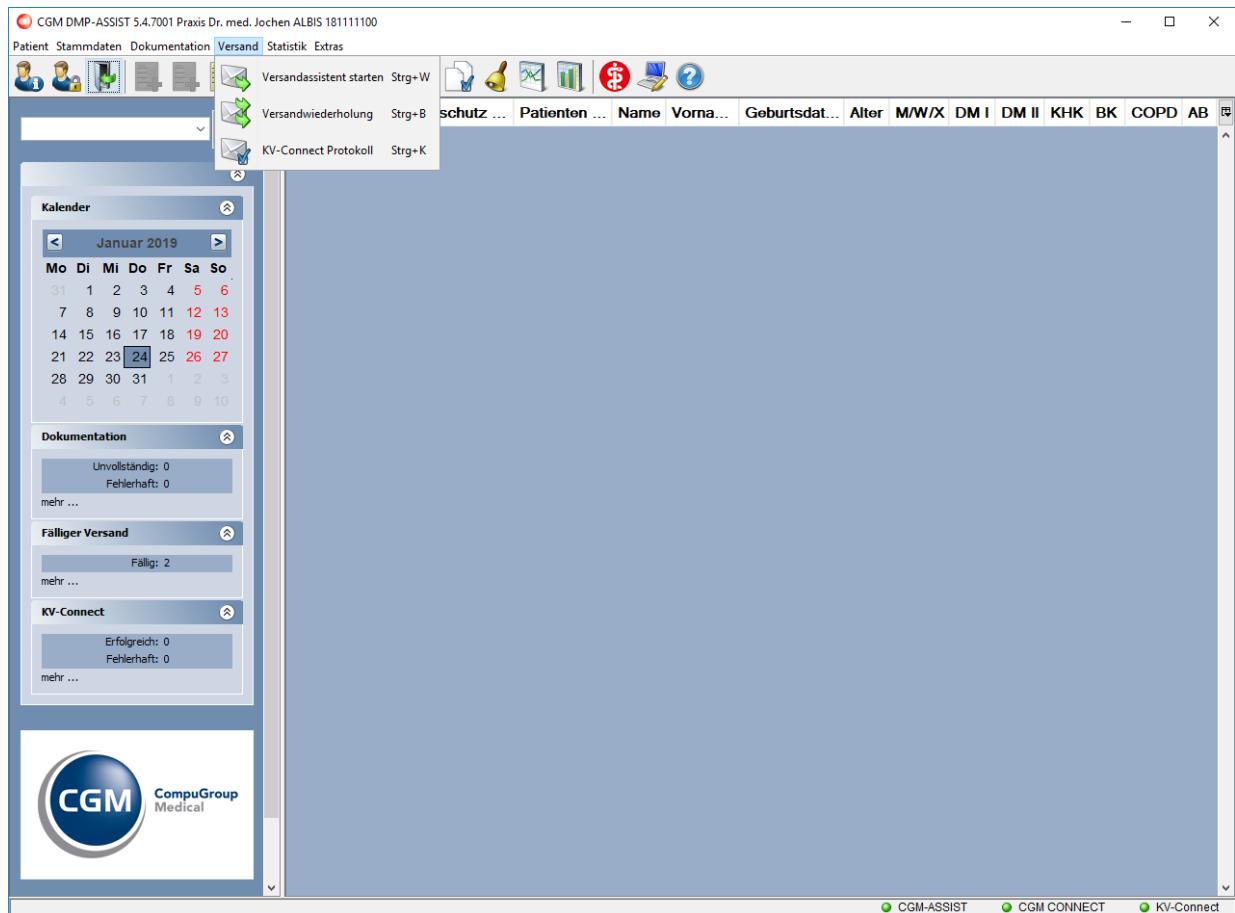 CGM DMP-ASSIST 5.4.7001 Praxis Dr. med. Jochen ALBIS 181111100
Patient Stammdaten Dokumentation Versand Statistik Extras
Versandassistent starten Strg+W
Versandwiederholung Strg+B
KV-Connect Protokoll Strg+K
schutz ... Patienten ... Name Vorna... Geburtsdat... Alter M/W/X DM I DM II KHK BK COPD AB
Kalender
< Januar 2019 >
Mo Di Mi Do Fr Sa So
31 1 2 3 4 5 6
7 8 9 10 11 12 13
14 15 16 17 18 19 20
21 22 23 24 25 26 27
28 29 30 31 1 2 3
4 5 6 7 8 9 10
Dokumentation
Unvollständig: 0
Fehlerhaft: 0
mehr ...
Fälliger Versand
Fällig: 2
mehr ...
KV-Connect
Erfolgreich: 0
Fehlerhaft: 0
mehr ...
CGM
CompuGroup
Medical
CGM-ASSIST CGM CONNECT KV-Connect